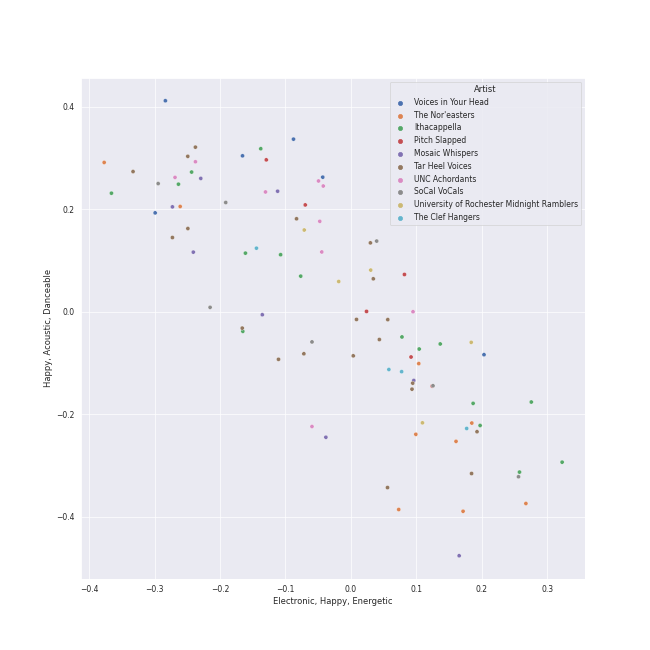 Artist
Voices in Your Head
The Nor'easters
Ithacappella
Pitch Slapped
Mosaic Whispers
Tar Heel Voices
UNC Achordants
SoCal VoCals
University of Rochester Midnight Ramblers
The Clef Hangers
0.4
0.2
0.0
−0.2
−0.4
Happy, Acoustic, Danceable
−0.4 −0.3 −0.2 −0.1 0.0 0.1 0.2 0.3
Electronic, Happy, Energetic